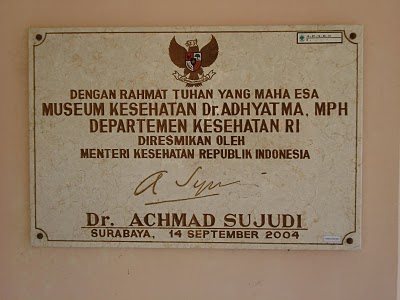 DENGAN RAHMAT TUHAN YANG MAHA ESA
MUSEUM KESEHATAN Dr. ADHYATMA, MPH
DEPARTEMEN KESEHATAN RI
DIRESMIKAN OLEH
MENTERI KESEHATAN REPUBLIK INDONESIA
Dr. ACHMAD SUJUDI
SURABAYA, 14 SEPTEMBER 2004